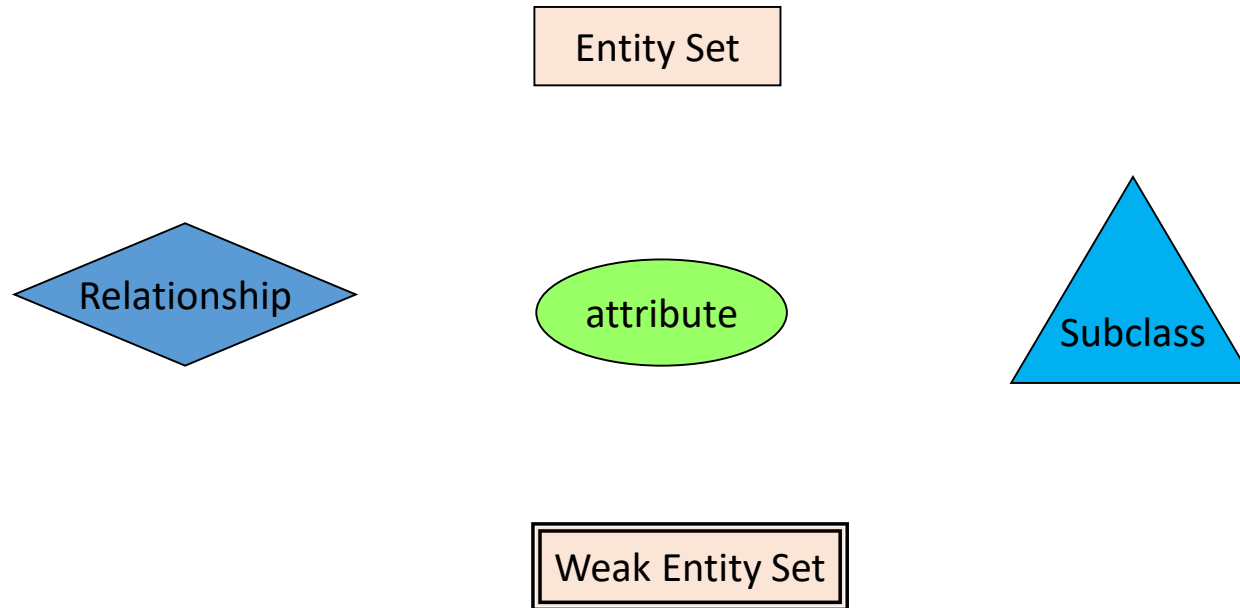 Entity Set
Relationship
attribute
Subclass
Weak Entity Set